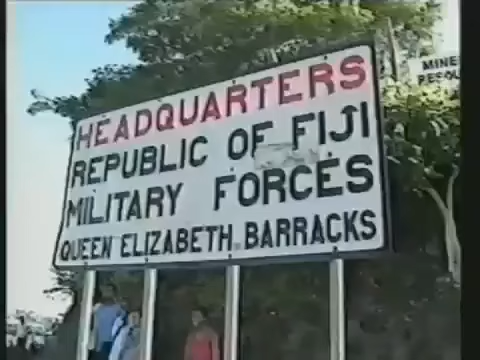 HEADQUARTERS
REPUBLIC OF FIJI
MILITARY FORCES
QUEEN ELIZABETH BARRACKS